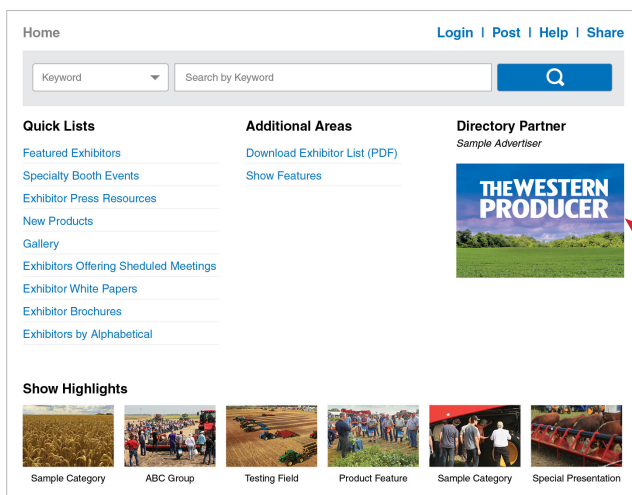 Home
Login | Post | Help | Share
Keyword
Search by Keyword
Quick Lists
Featured Exhibitors
Specialty Booth Events
Exhibitor Press Resources
New Products
Gallery
Exhibitors Offering Sheduled Meetings
Exhibitor White Papers
Exhibitor Brochures
Exhibitors by Alphabetical
Additional Areas
Download Exhibitor List (PDF)
Show Features
Directory Partner
Sample Advertiser
THE WESTERN
PRODUCER
Show Highlights
Sample Category
ABC Group
Testing Field
Product Feature
Sample Category
Special Presentation